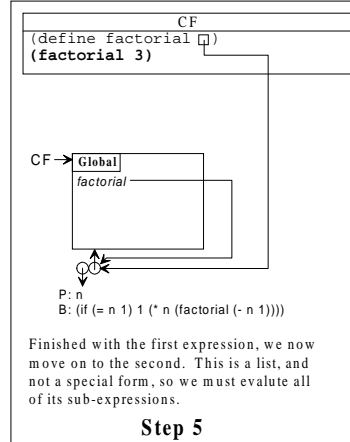 CF
(define factorial )
(factorial 3)
CF
Global
factorial
P: n
B: (if (= n 1) 1 (* n (factorial (- n 1))))
Finished with the first expression, we now
move on to the second. This is a list, and
not a special form, so we must evalute all
of its sub-expressions.
Step 5